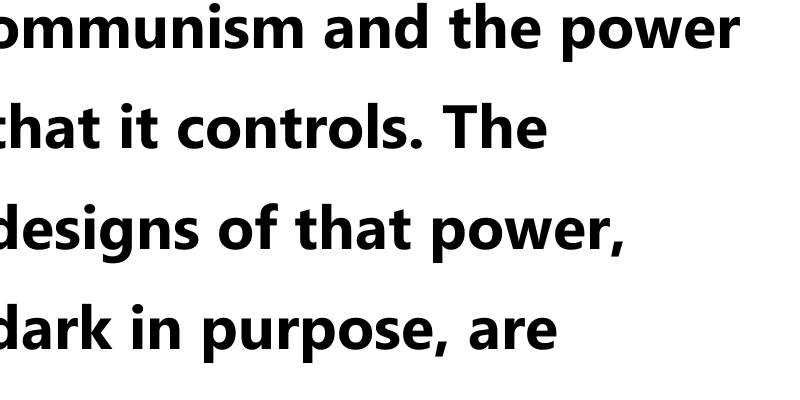 ommunism and the power
that it controls. The
designs of that power,
dark in purpose, are